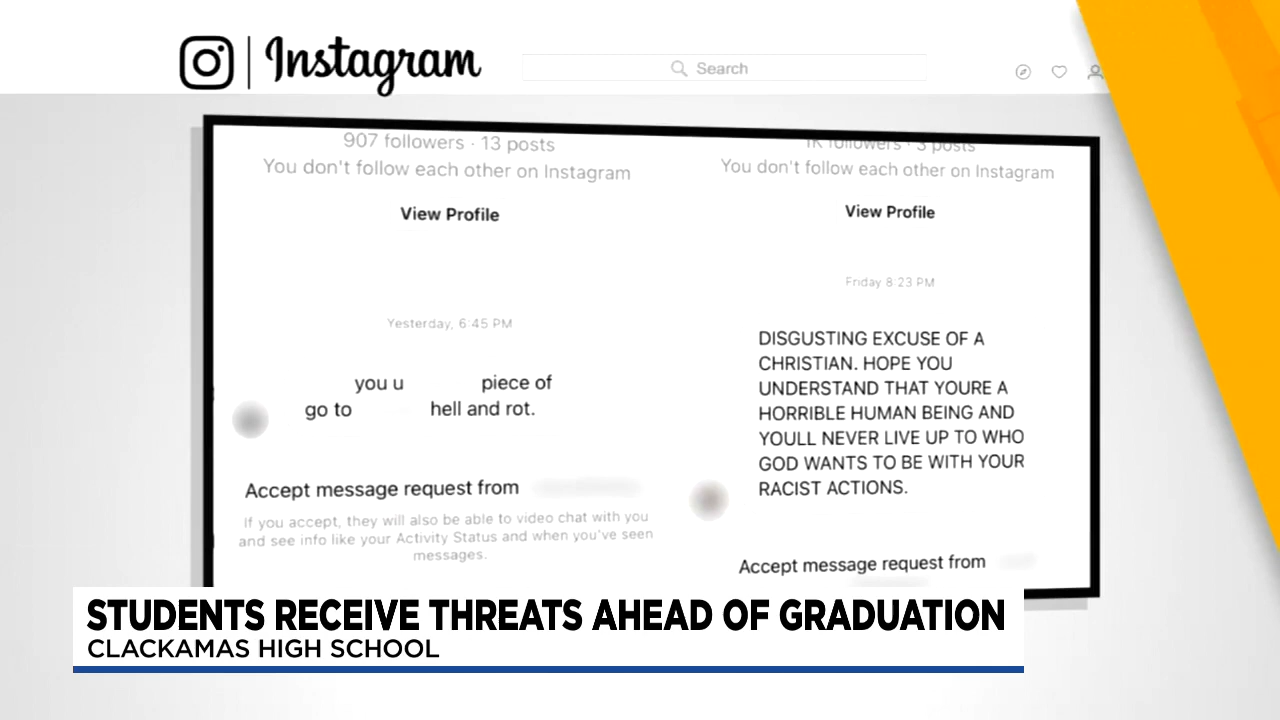 Instagram
Search
907 followers · 13 posts
You don't follow each other on Instagram
View Profile
Yesterday, 6:45 PM
you u piece of
go to hell and rot.
Accept message request from
If you accept, they will also be able to video chat with you
and see info like your Activity Status and when you've seen
messages.
1K followers · 3 posts
You don't follow each other on Instagram
View Profile
Friday 8:23 PM
DISGUSTING EXCUSE OF A
CHRISTIAN. HOPE YOU
UNDERSTAND THAT YOURE A
HORRIBLE HUMAN BEING AND
YOULL NEVER LIVE UP TO WHO
GOD WANTS TO BE WITH YOUR
RACIST ACTIONS.
Accept message request from
STUDENTS RECEIVE THREATS AHEAD OF GRADUATION
CLACKAMAS HIGH SCHOOL